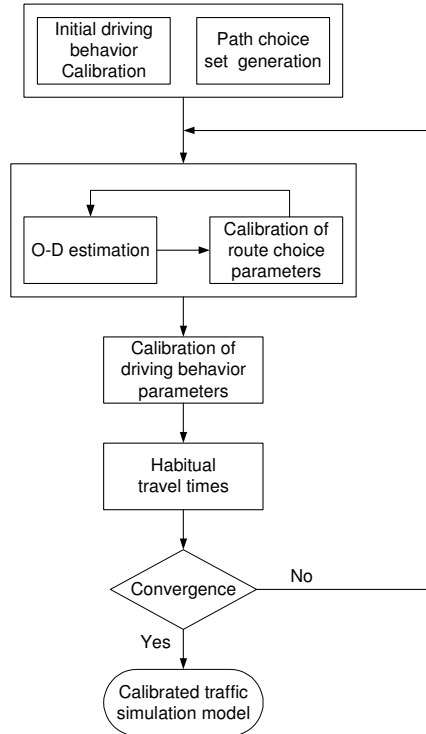 Initial driving
behavior
Calibration
Path choice
set generation
O-D estimation
Calibration of
route choice
parameters
Calibration of
driving behavior
parameters
Habitual
travel times
Convergence
No
Yes
Calibrated traffic
simulation model